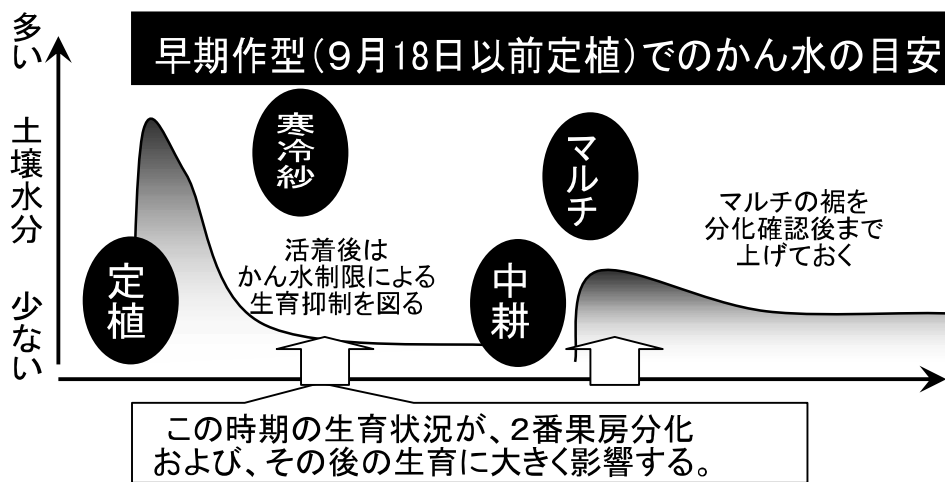 早期作型(9月18日以前定植)でのかん水の目安
多い
土壌水分
少ない
定植
寒冷紗
活着後は
かん水制限による
生育抑制を図る
中耕
マルチ
マルチの裾を
分化確認後まで
上げておく
この時期の生育状況が、2番果房分化
および、その後の生育に大きく影響する。